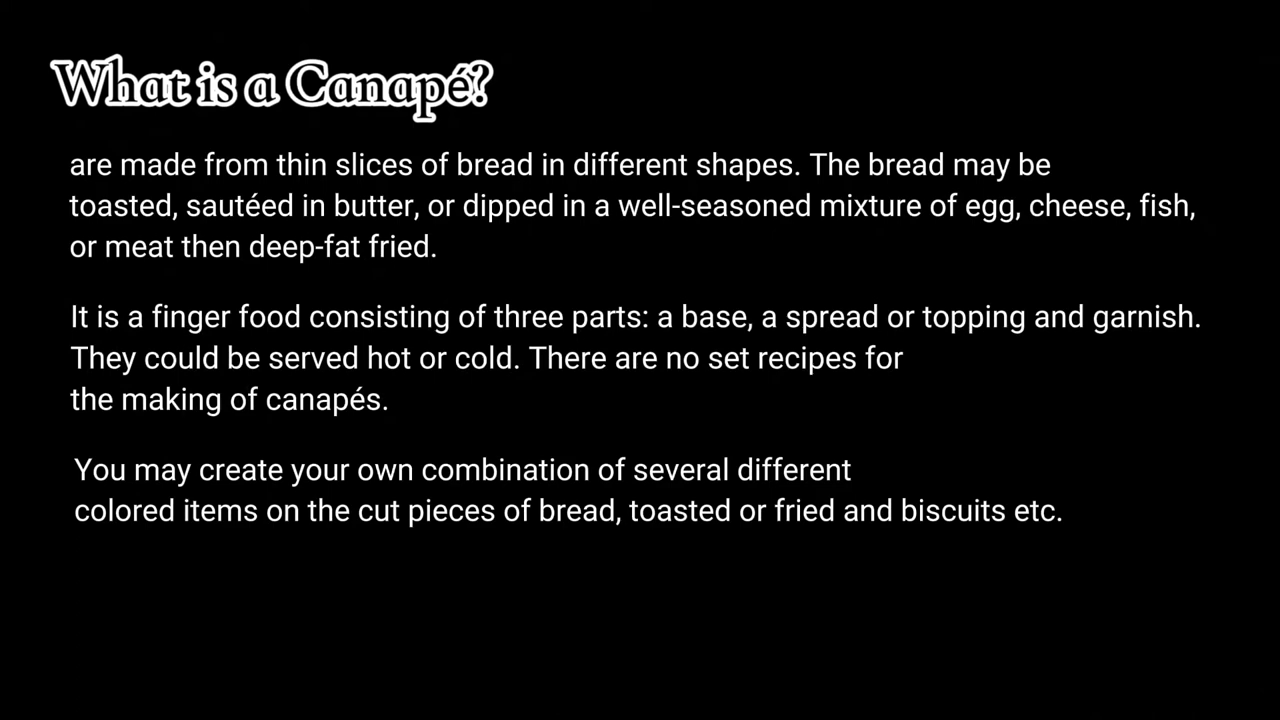 What is a Canapé?
are made from thin slices of bread in different shapes. The bread may be
toasted, sautéed in butter, or dipped in a well-seasoned mixture of egg, cheese, fish,
or meat then deep-fat fried.
It is a finger food consisting of three parts: a base, a spread or topping and garnish.
They could be served hot or cold. There are no set recipes for
the making of canapés.
You may create your own combination of several different
colored items on the cut pieces of bread, toasted or fried and biscuits etc.